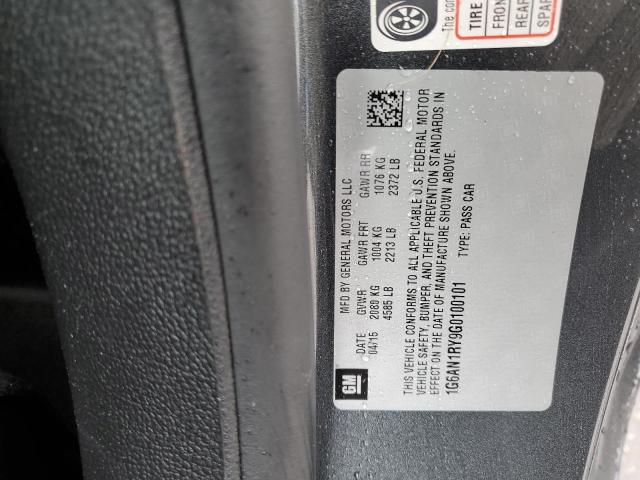 The co
TIRE
FRON
REAR
SPAR
GM
MFD BY GENERAL MOTORS LLC
DATE GVWR GAWR FRT GAWR RR
04/15 2080 KG 1004 KG 1076 KG
4585 LB 2213 LB 2372 LB
THIS VEHICLE CONFORMS TO ALL APPLICABLE U.S. FEDERAL MOTOR
VEHICLE SAFETY, BUMPER, AND THEFT PREVENTION STANDARDS IN
EFFECT ON THE DATE OF MANUFACTURE SHOWN ABOVE.
1G6AN1RY9G0100101 TYPE: PASS CAR